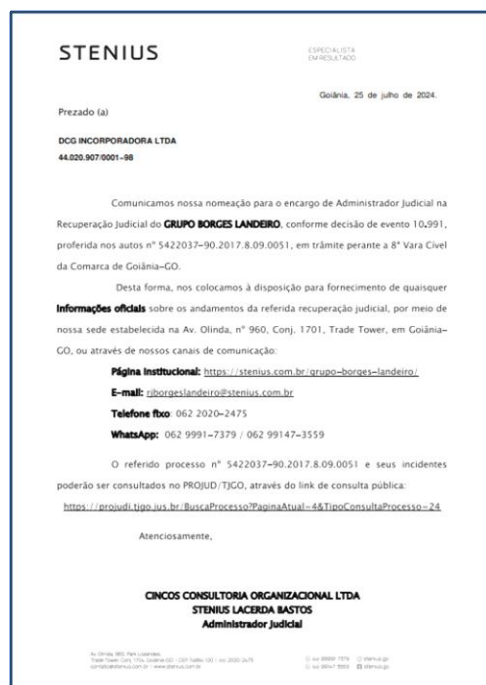 STENIUS
ESPECIALISTA
EM RESULTADO
Goiânia, 25 de julho de 2024.
Prezado (a)
DCG INCORPORADORA LTDA
44.020.907/0001-98
Comunicamos nossa nomeação para o encargo de Administrador Judicial na
Recuperação Judicial do GRUPO BORGES LANDEIRO, conforme decisão de evento 10.991,
proferida nos autos n° 5422037-90.2017.8.09.0051, em trâmite perante a 8° Vara Cível
da Comarca de Goiânia-GO.
Desta forma, nos colocamos à disposição para fornecimento de quaisquer
Informações oficiais sobre os andamentos da referida recuperação judicial, por meio de
nossa sede estabelecida na Av. Olinda, n° 960, Conj. 1701, Trade Tower, em Goiânia-
GO, ou através de nossos canais de comunicação:
Página Institucional: https://stenius.com.br/grupo-borges-landeiro/
E-mail: rjborgeslandeiro@stenius.com.br
Telefone fixo: 062 2020-2475
WhatsApp: 062 9991-7379 / 062 99147-3559
O referido processo n° 5422037-90.2017.8.09.0051 e seus incidentes
poderão ser consultados no PROJUD/TJGO, através do link de consulta pública:
https://projudi.tjgo.jus.br/BuscaProcesso?PaginaAtual=4&TipoConsultaProcesso=24
Atenciosamente,
CINCOS CONSULTORIA ORGANIZACIONAL LTDA
STENIUS LACERDA BASTOS
Administrador Judicial